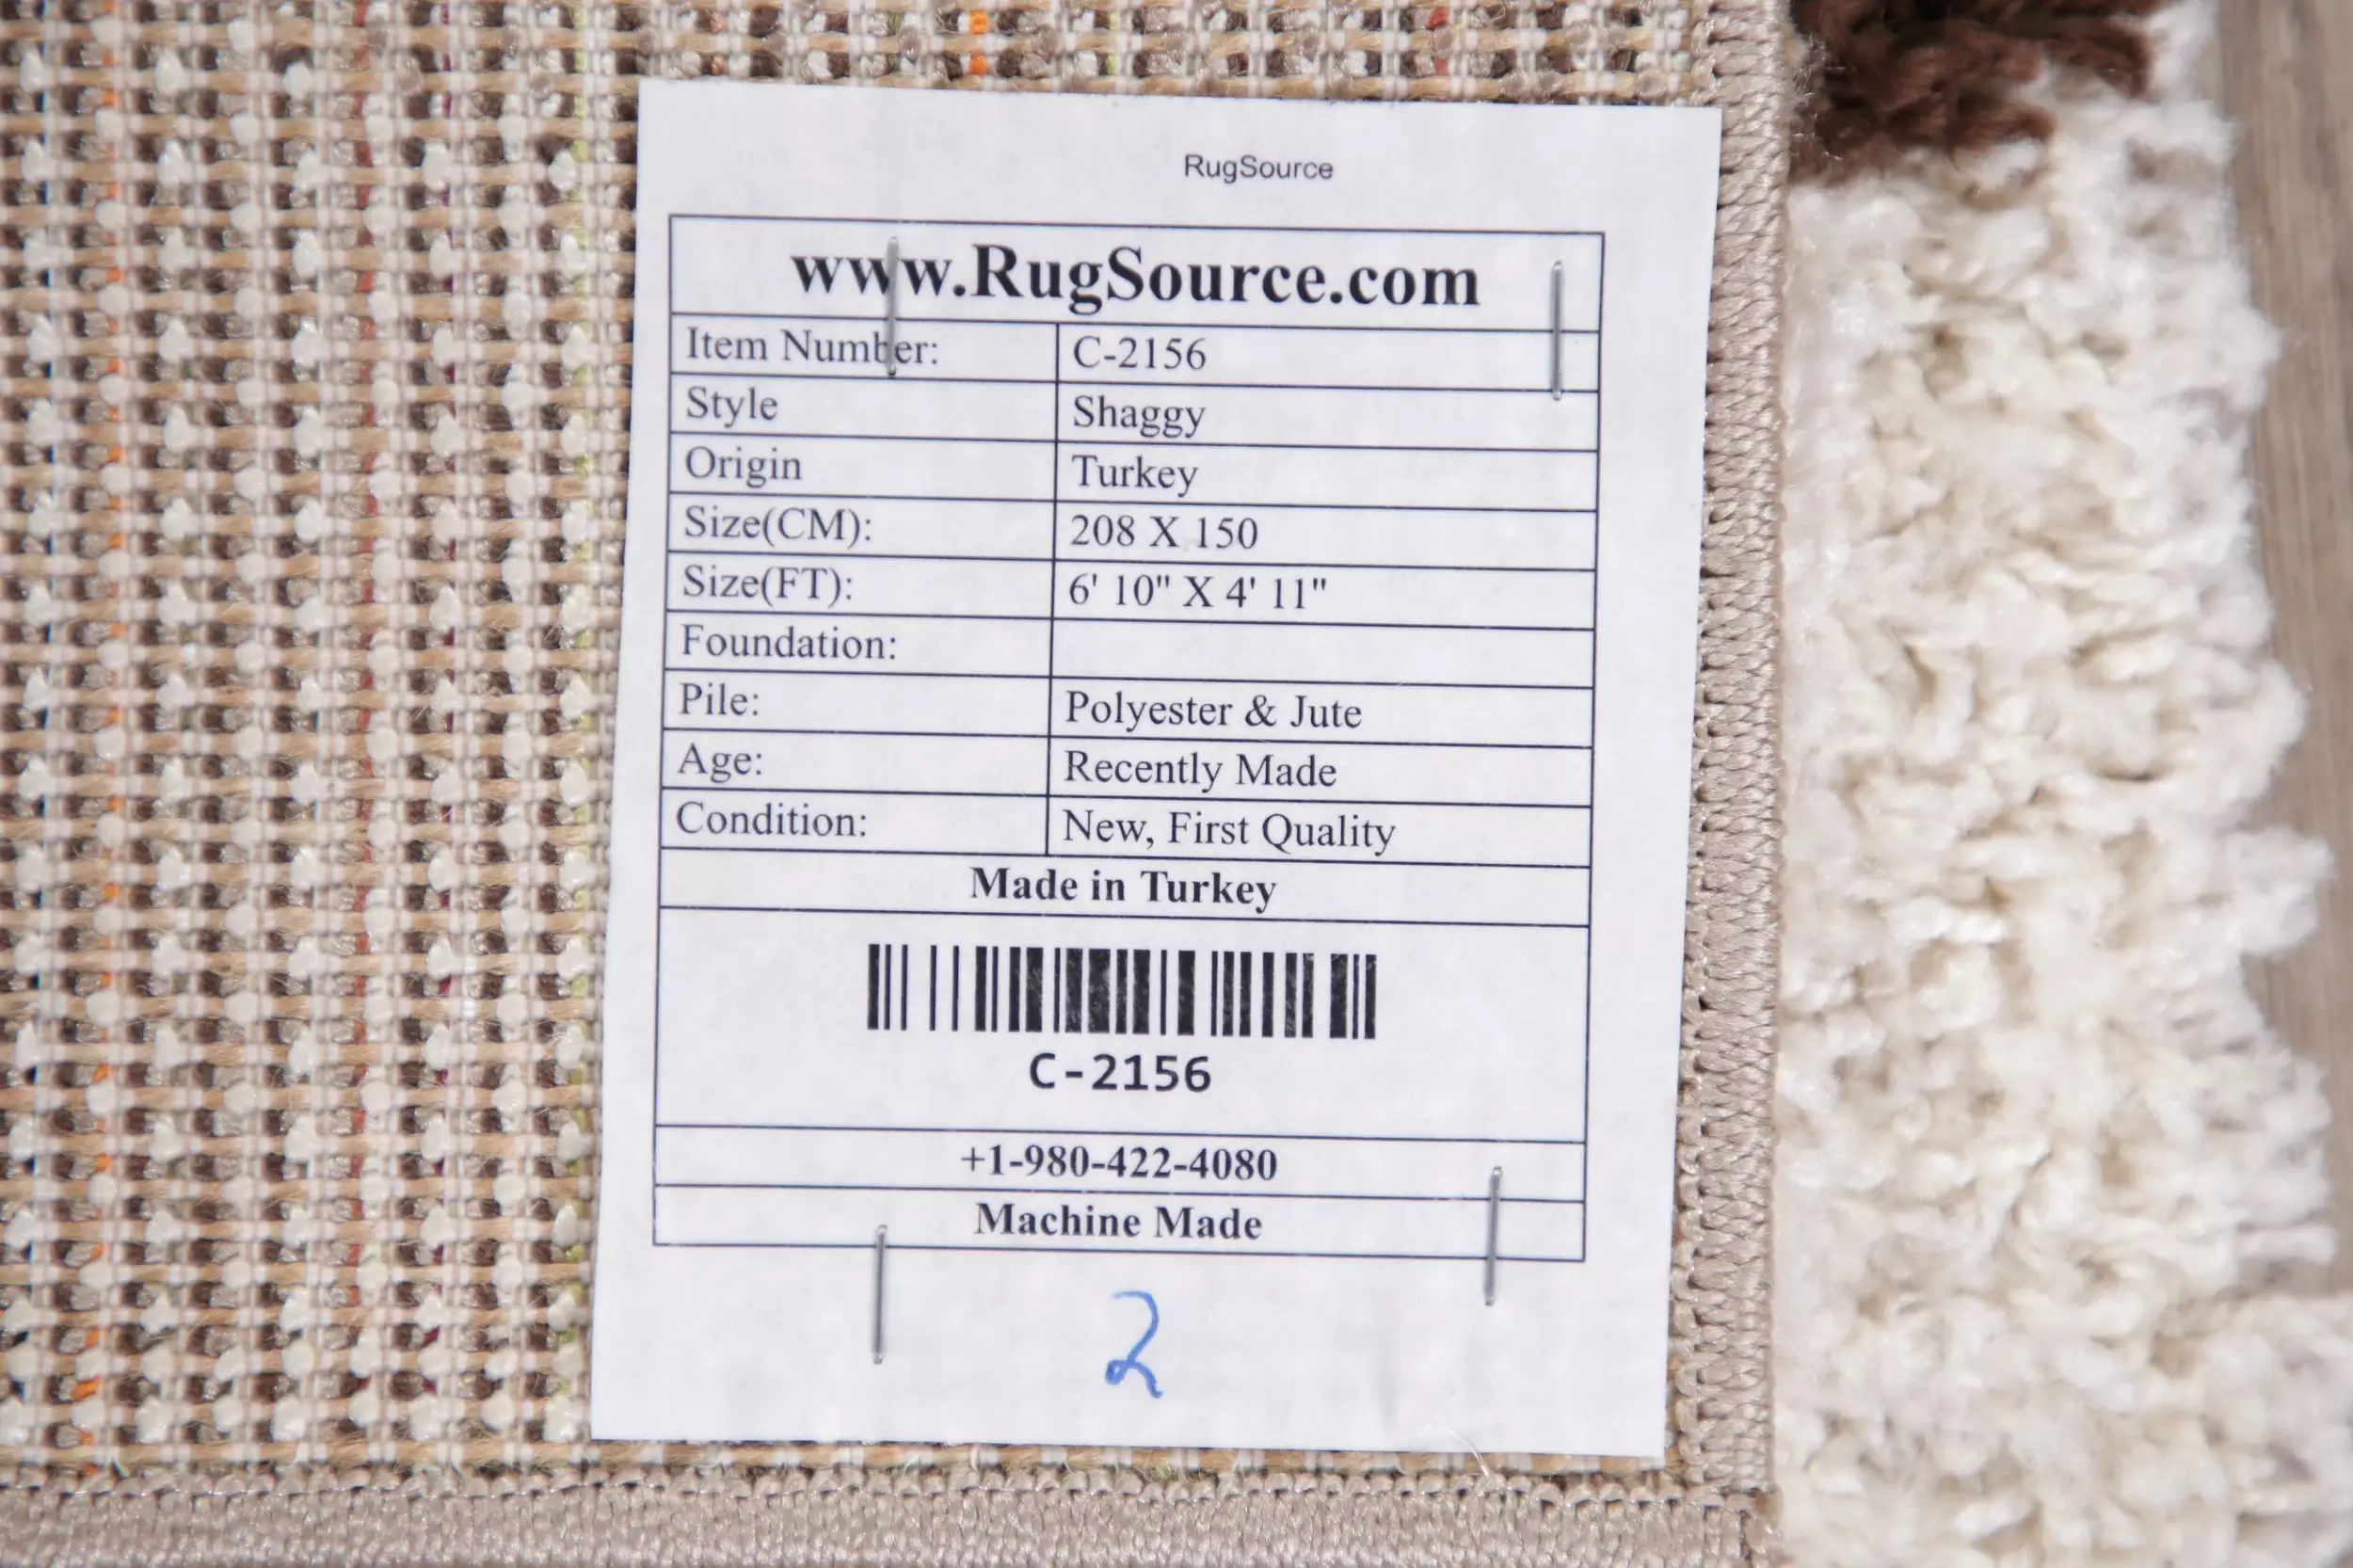 RugSource
www.RugSource.com
Item Number: C-2156
Style Shaggy
Origin Turkey
Size(CM): 208 X 150
Size(FT): 6' 10" X 4' 11"
Foundation:
Pile: Polyester & Jute
Age: Recently Made
Condition: New, First Quality
Made in Turkey
C-2156
+1-980-422-4080
Machine Made
2